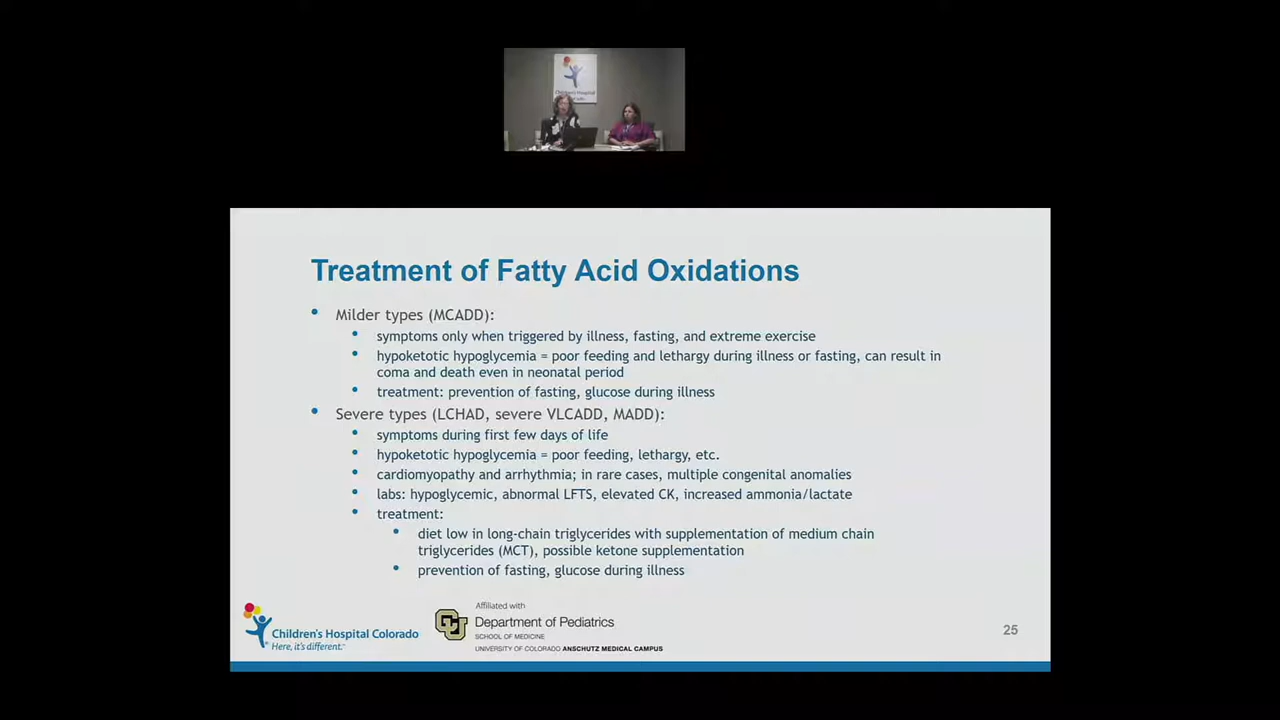 Children's Hospital
Treatment of Fatty Acid Oxidations
• Milder types (MCADD):
• symptoms only when triggered by illness, fasting, and extreme exercise
• hypoketotic hypoglycemia = poor feeding and lethargy during illness or fasting, can result in
coma and death even in neonatal period
• treatment: prevention of fasting, glucose during illness
• Severe types (LCHAD, severe VLCADD, MADD):
• symptoms during first few days of life
• hypoketotic hypoglycemia = poor feeding, lethargy, etc.
• cardiomyopathy and arrhythmia; in rare cases, multiple congenital anomalies
• labs: hypoglycemic, abnormal LFTS, elevated CK, increased ammonia/lactate
• treatment:
• diet low in long-chain triglycerides with supplementation of medium chain
triglycerides (MCT), possible ketone supplementation
• prevention of fasting, glucose during illness
Children's Hospital Colorado
Here, it's different.™
CU
Affiliated with
Department of Pediatrics
SCHOOL OF MEDICINE
UNIVERSITY OF COLORADO ANSCHUTZ MEDICAL CAMPUS
25